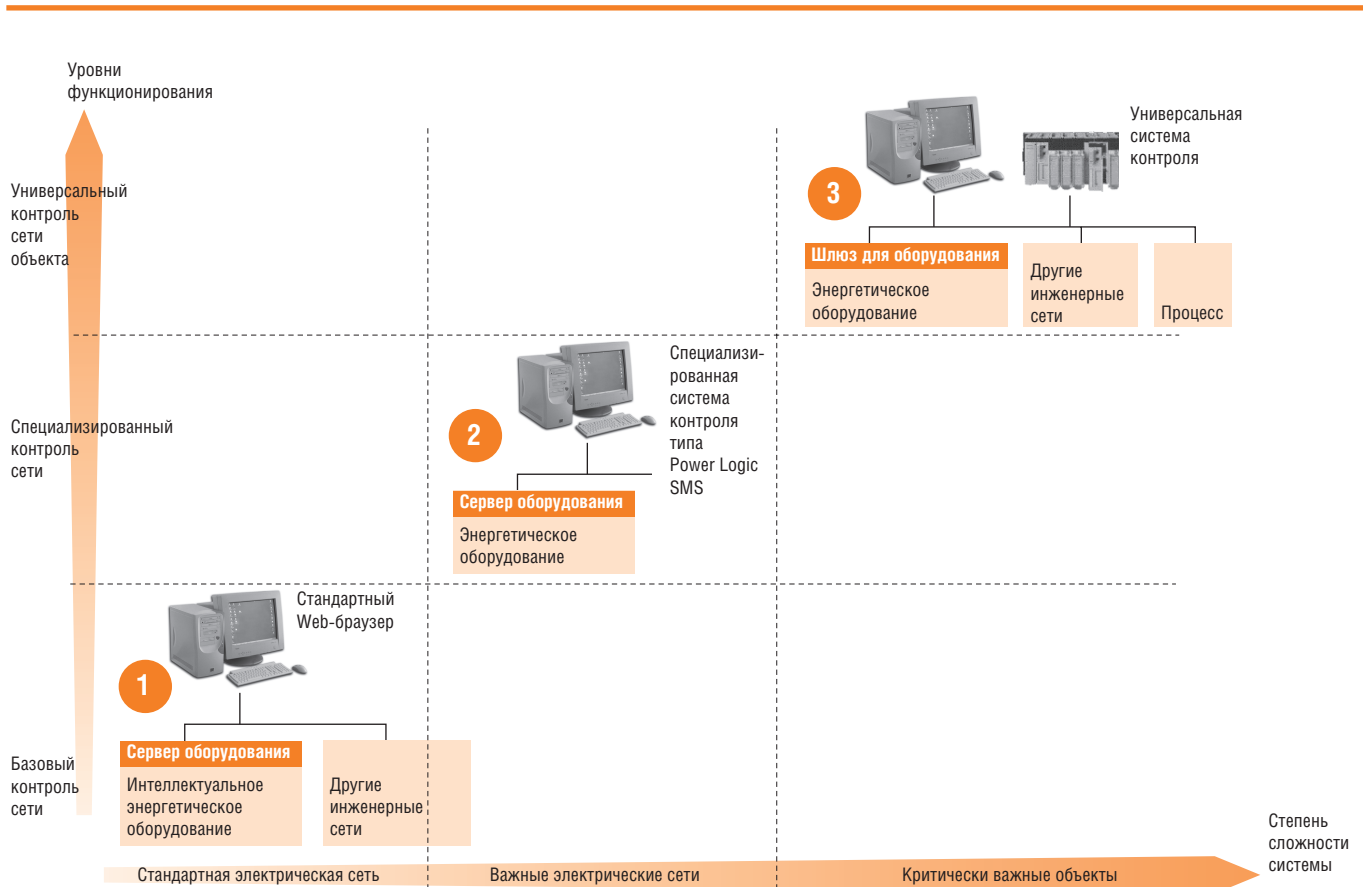 Уровни
функционирования
Универсальный
контроль
сети
объекта
Специализированный
контроль
сети
Базовый
контроль
сети
3
Универсальная
система
контроля
Шлюз для оборудования
Энергетическое
оборудование
Другие
инженерные
сети
Процесс
2
Специализи-
рованная
система
контроля
типа
Power Logic
SMS
Сервер оборудования
Энергетическое
оборудование
1
Стандартный
Web-браузер
Сервер оборудования
Интеллектуальное
энергетическое
оборудование
Другие
инженерные
сети
Стандартная электрическая сеть
Важные электрические сети
Критически важные объекты
Степень
сложности
системы